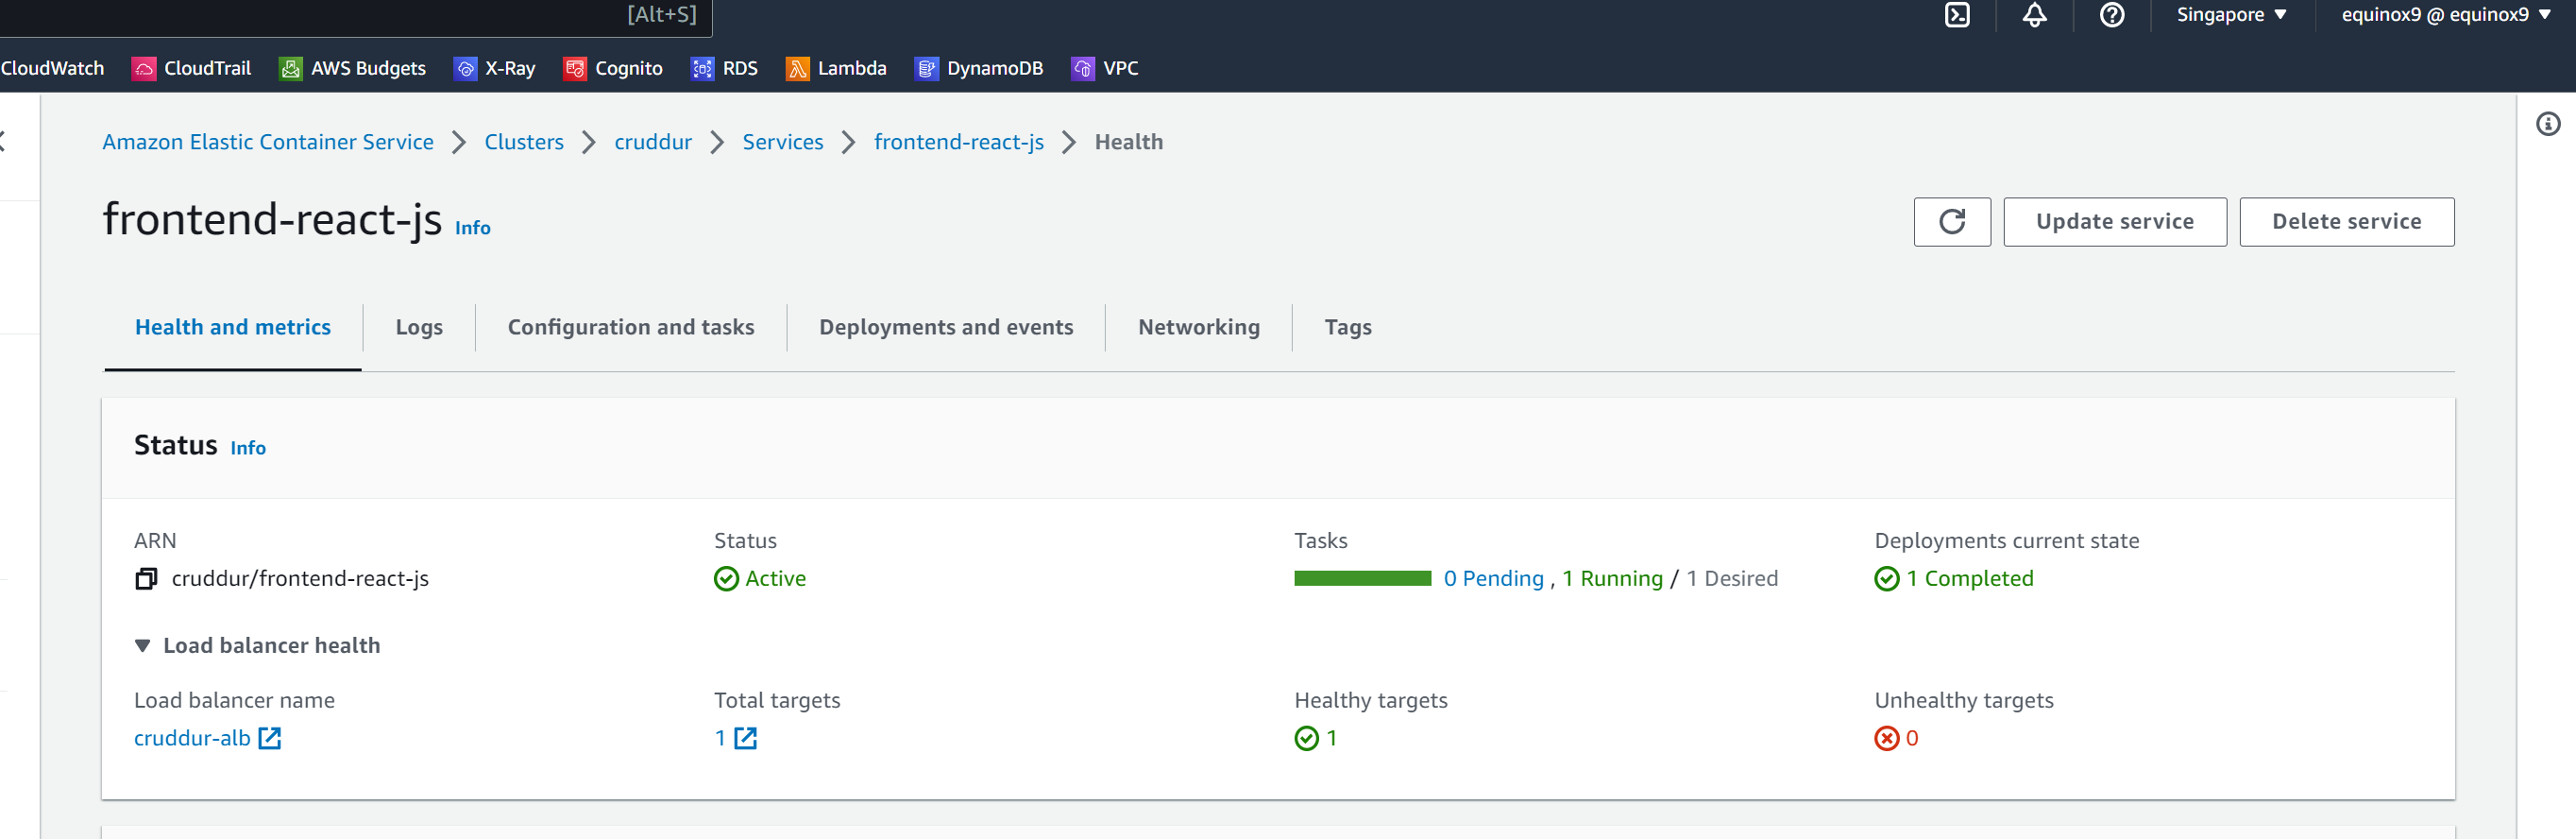 [Alt+S] Singapore equinox9 @ equinox9
CloudWatch CloudTrail AWS Budgets X-Ray Cognito RDS Lambda DynamoDB VPC
Amazon Elastic Container Service Clusters cruddur Services frontend-react-js Health
frontend-react-js Info Update service Delete service
Health and metrics Logs Configuration and tasks Deployments and events Networking Tags
Status Info
ARN Status Tasks Deployments current state
cruddur/frontend-react-js Active 0 Pending , 1 Running / 1 Desired 1 Completed
Load balancer health
Load balancer name Total targets Healthy targets Unhealthy targets
cruddur-alb 1 1 0